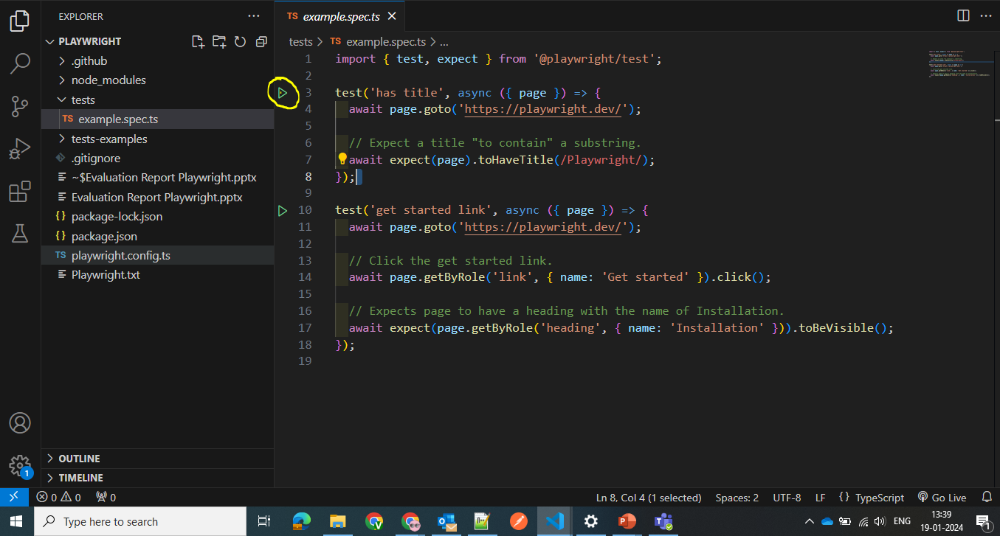 EXPLORER
PLAYWRIGHT
.github
node_modules
tests
TS example.spec.ts
tests-examples
.gitignore
~$Evaluation Report Playwright.pptx
Evaluation Report Playwright.pptx
{} package-lock.json
{} package.json
TS playwright.config.ts
Playwright.txt
OUTLINE
TIMELINE
1
TS example.spec.ts
tests > TS example.spec.ts > ...
1 import { test, expect } from '@playwright/test';
2
3 test('has title', async ({ page }) => {
4 await page.goto('https://playwright.dev/');
5
6 // Expect a title "to contain" a substring.
7 await expect(page).toHaveTitle(/Playwright/);
8 });
9
10 test('get started link', async ({ page }) => {
11 await page.goto('https://playwright.dev/');
12
13 // Click the get started link.
14 await page.getByRole('link', { name: 'Get started' }).click();
15
16 // Expects page to have a heading with the name of Installation.
17 await expect(page.getByRole('heading', { name: 'Installation' })).toBeVisible();
18 });
19
0 0 0 Ln 8, Col 4 (1 selected) Spaces: 2 UTF-8 LF {} TypeScript Go Live
Type here to search
ENG
13:39
19-01-2024
1